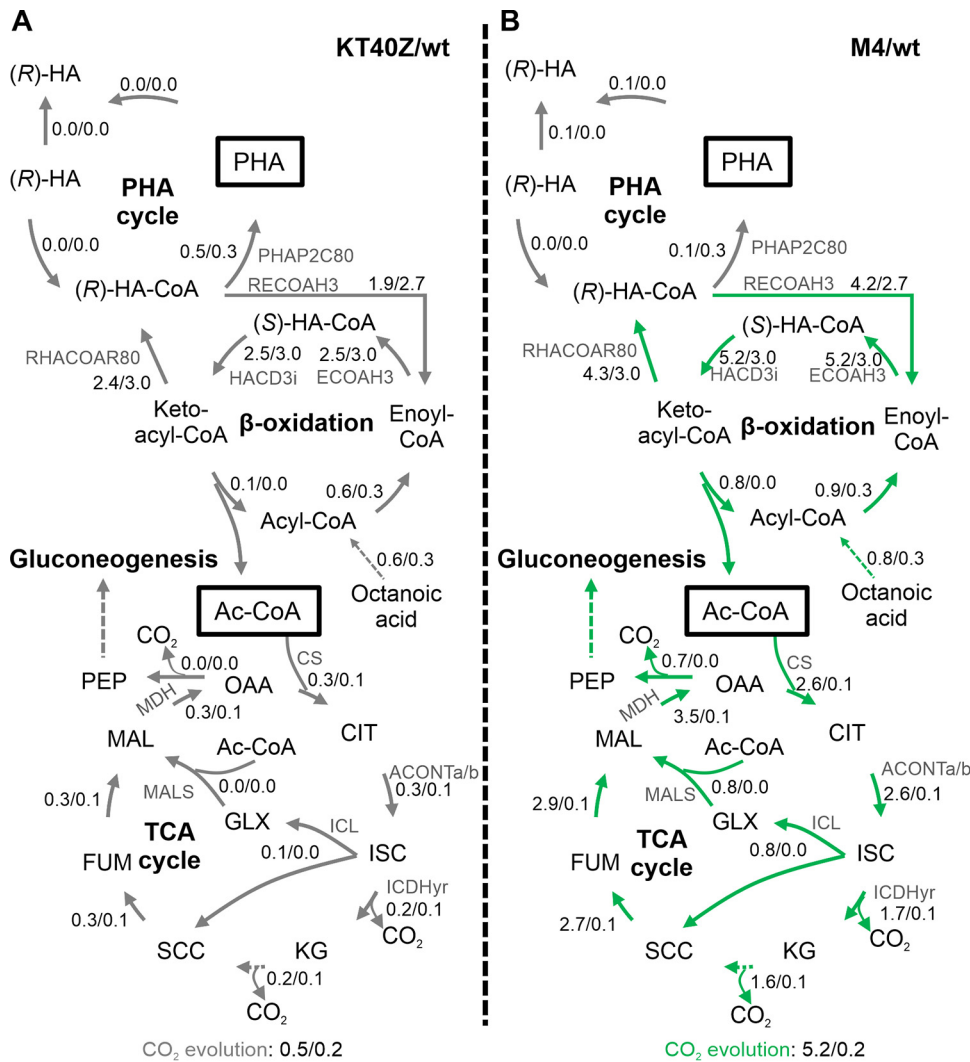 A
KT40Z/wt
(R)-HA
0.0/0.0
0.0/0.0
(R)-HA
PHA
PHA
cycle
0.0/0.0
0.5/0.3
PHAP2C80
(R)-HA-CoA
RECOAH3
1.9/2.7
(S)-HA-CoA
RHACOAR80
2.4/3.0
2.5/3.0
2.5/3.0
HACD3i
ECOAH3
Keto-
acyl-CoA
β-oxidation
Enoyl-
CoA
0.1/0.0
0.6/0.3
Acyl-CoA
0.6/0.3
Gluconeogenesis
Octanoic
acid
Ac-CoA
CO2
0.0/0.0
CS
0.3/0.1
PEP
OAA
MDH
0.3/0.1
MAL
CIT
Ac-CoA
0.0/0.0
MALS
ACONTa/b
0.3/0.1
0.3/0.1
GLX
ICL
TCA
cycle
0.1/0.0
ISC
FUM
ICDHyr
0.2/0.1
0.3/0.1
CO2
SCC
KG
0.2/0.1
CO2
CO2 evolution: 0.5/0.2
B
M4/wt
(R)-HA
0.1/0.0
0.1/0.0
(R)-HA
PHA
PHA
cycle
0.0/0.0
0.1/0.3
PHAP2C80
(R)-HA-CoA
RECOAH3
4.2/2.7
(S)-HA-CoA
RHACOAR80
4.3/3.0
5.2/3.0
5.2/3.0
HACD3i
ECOAH3
Keto-
acyl-CoA
β-oxidation
Enoyl-
CoA
0.8/0.0
0.9/0.3
Acyl-CoA
0.8/0.3
Gluconeogenesis
Octanoic
acid
Ac-CoA
CO2
0.7/0.0
CS
2.6/0.1
PEP
OAA
MDH
3.5/0.1
MAL
CIT
Ac-CoA
0.8/0.0
MALS
ACONTa/b
2.6/0.1
2.9/0.1
GLX
ICL
TCA
cycle
0.8/0.0
ISC
FUM
ICDHyr
1.7/0.1
2.7/0.1
CO2
SCC
KG
1.6/0.1
CO2
CO2 evolution: 5.2/0.2